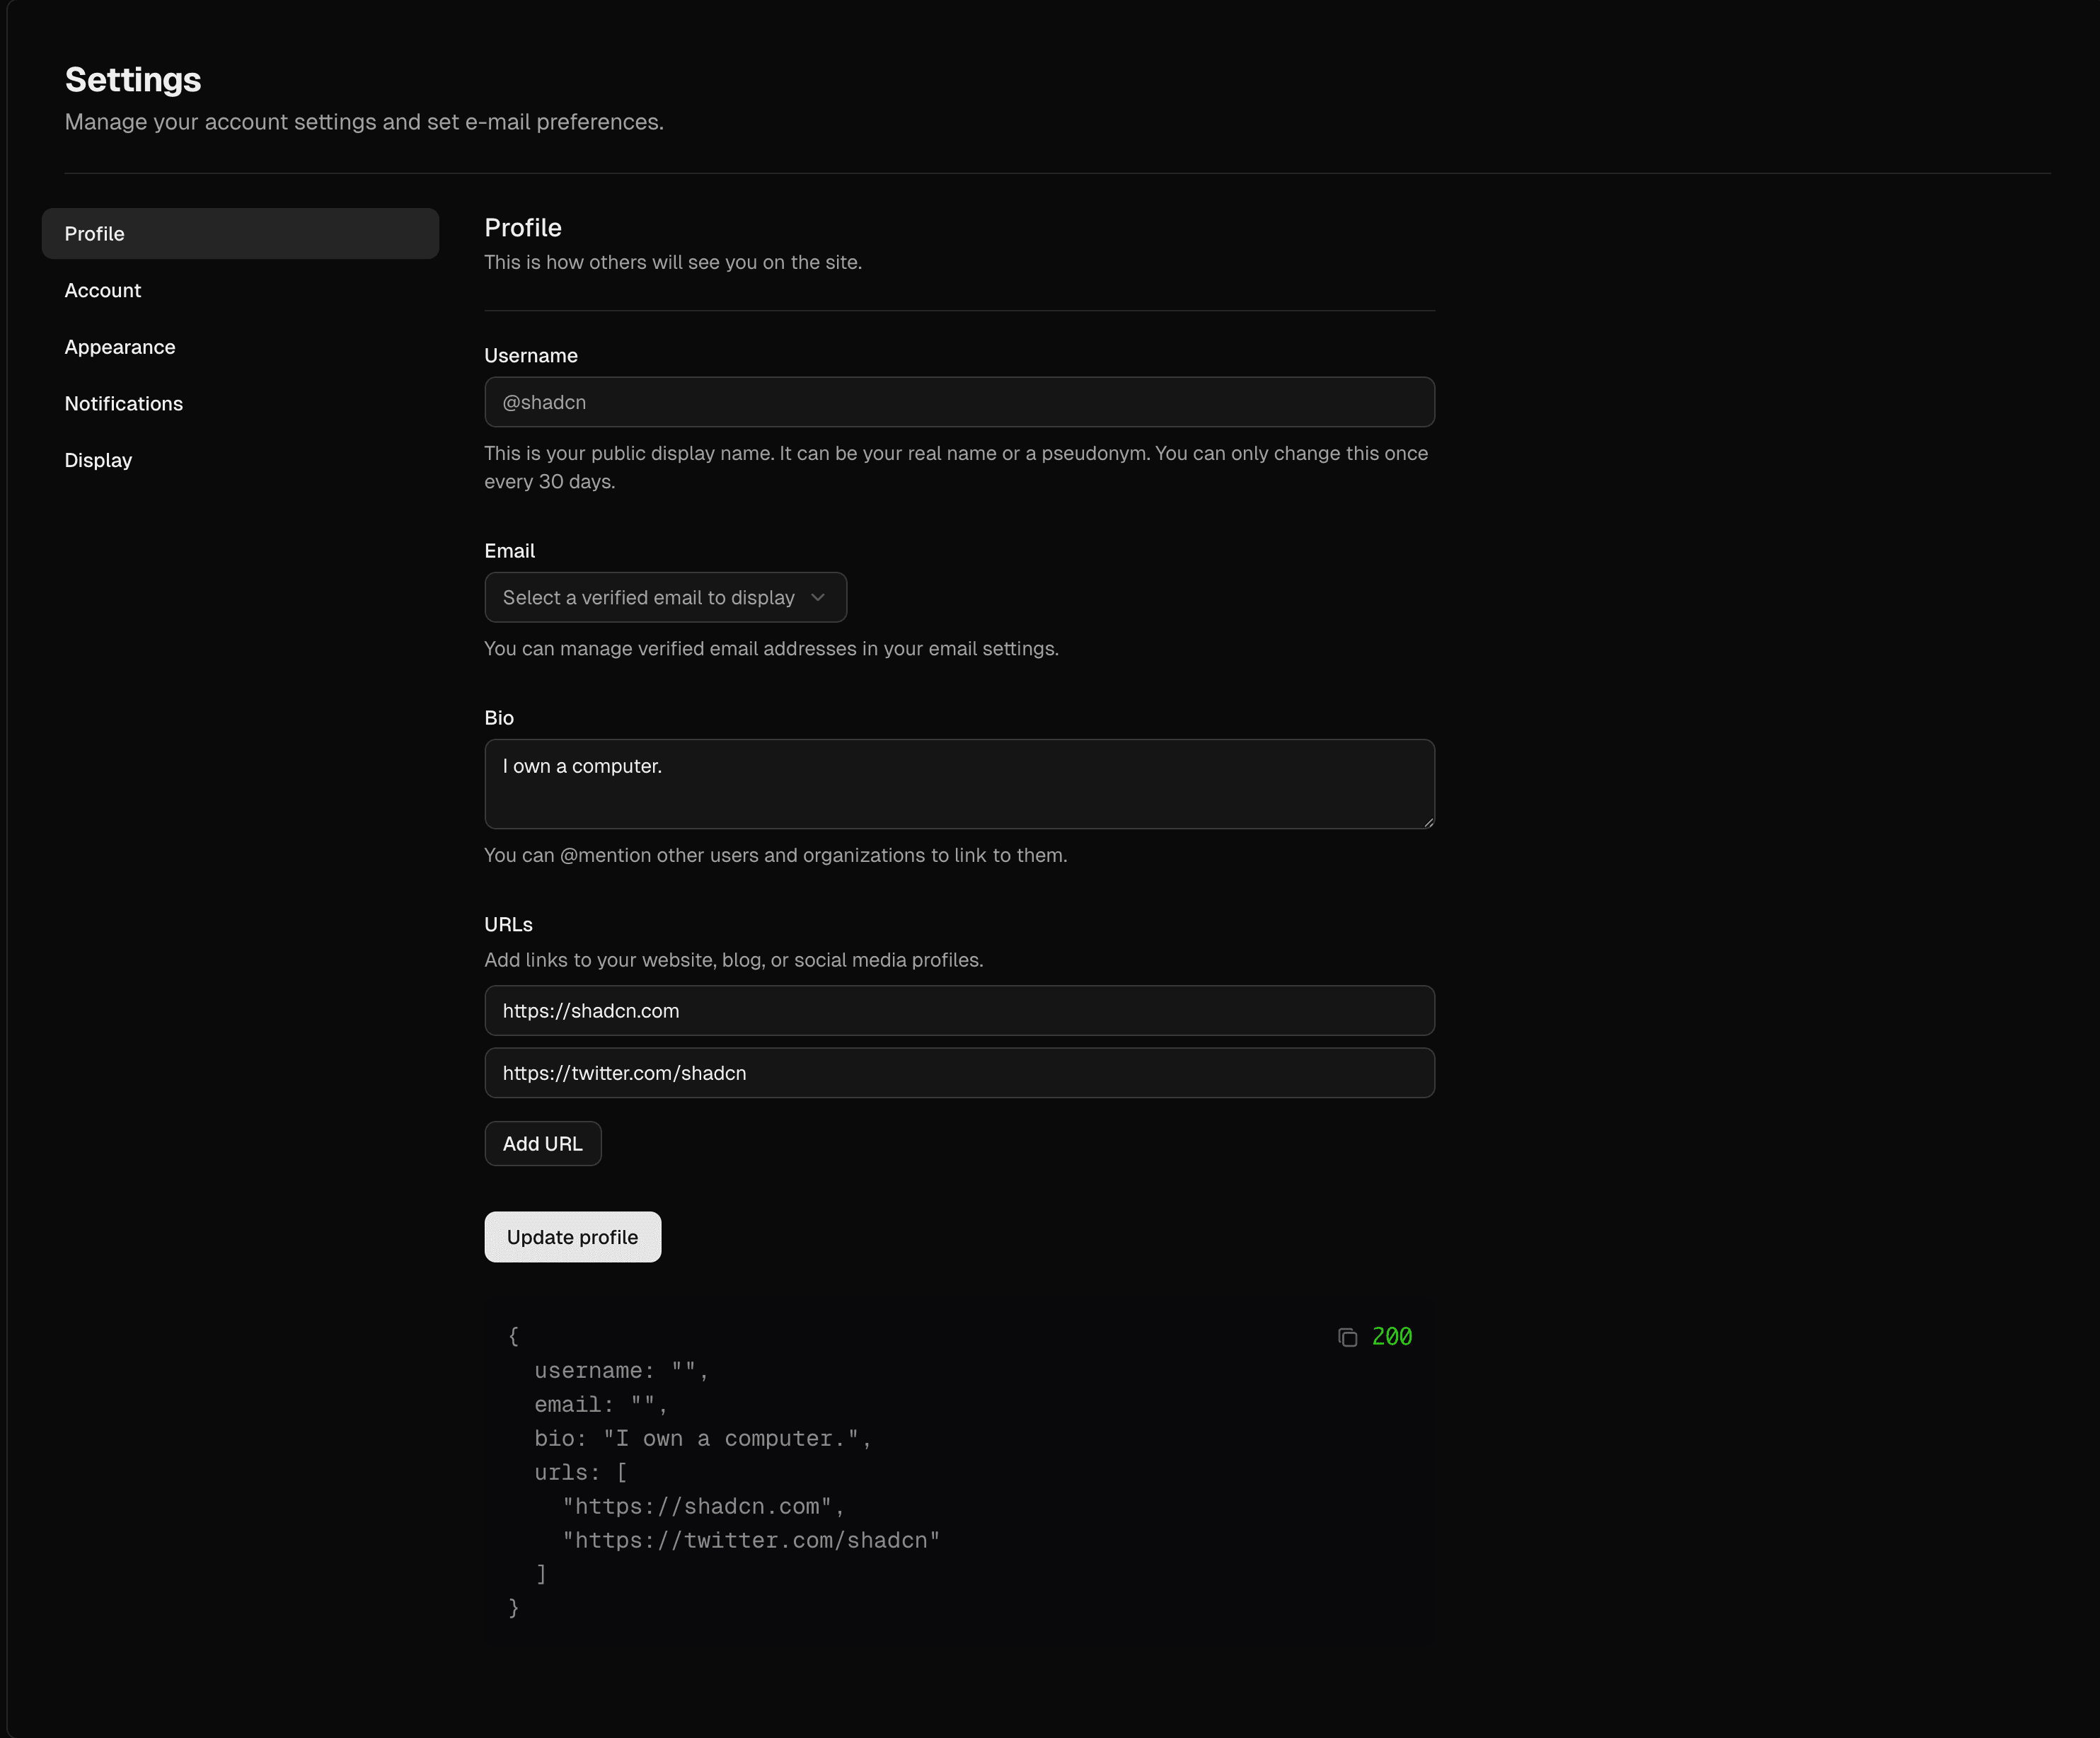 Settings
Manage your account settings and set e-mail preferences.
Profile
Account
Appearance
Notifications
Display
Profile
This is how others will see you on the site.
Username
@shadcn
This is your public display name. It can be your real name or a pseudonym. You can only change this once
every 30 days.
Email
Select a verified email to display
You can manage verified email addresses in your email settings.
Bio
I own a computer.
You can @mention other users and organizations to link to them.
URLs
Add links to your website, blog, or social media profiles.
https://shadcn.com
https://twitter.com/shadcn
Add URL
Update profile
200
{
  username: "",
  email: "",
  bio: "I own a computer.",
  urls: [
    "https://shadcn.com",
    "https://twitter.com/shadcn"
  ]
}